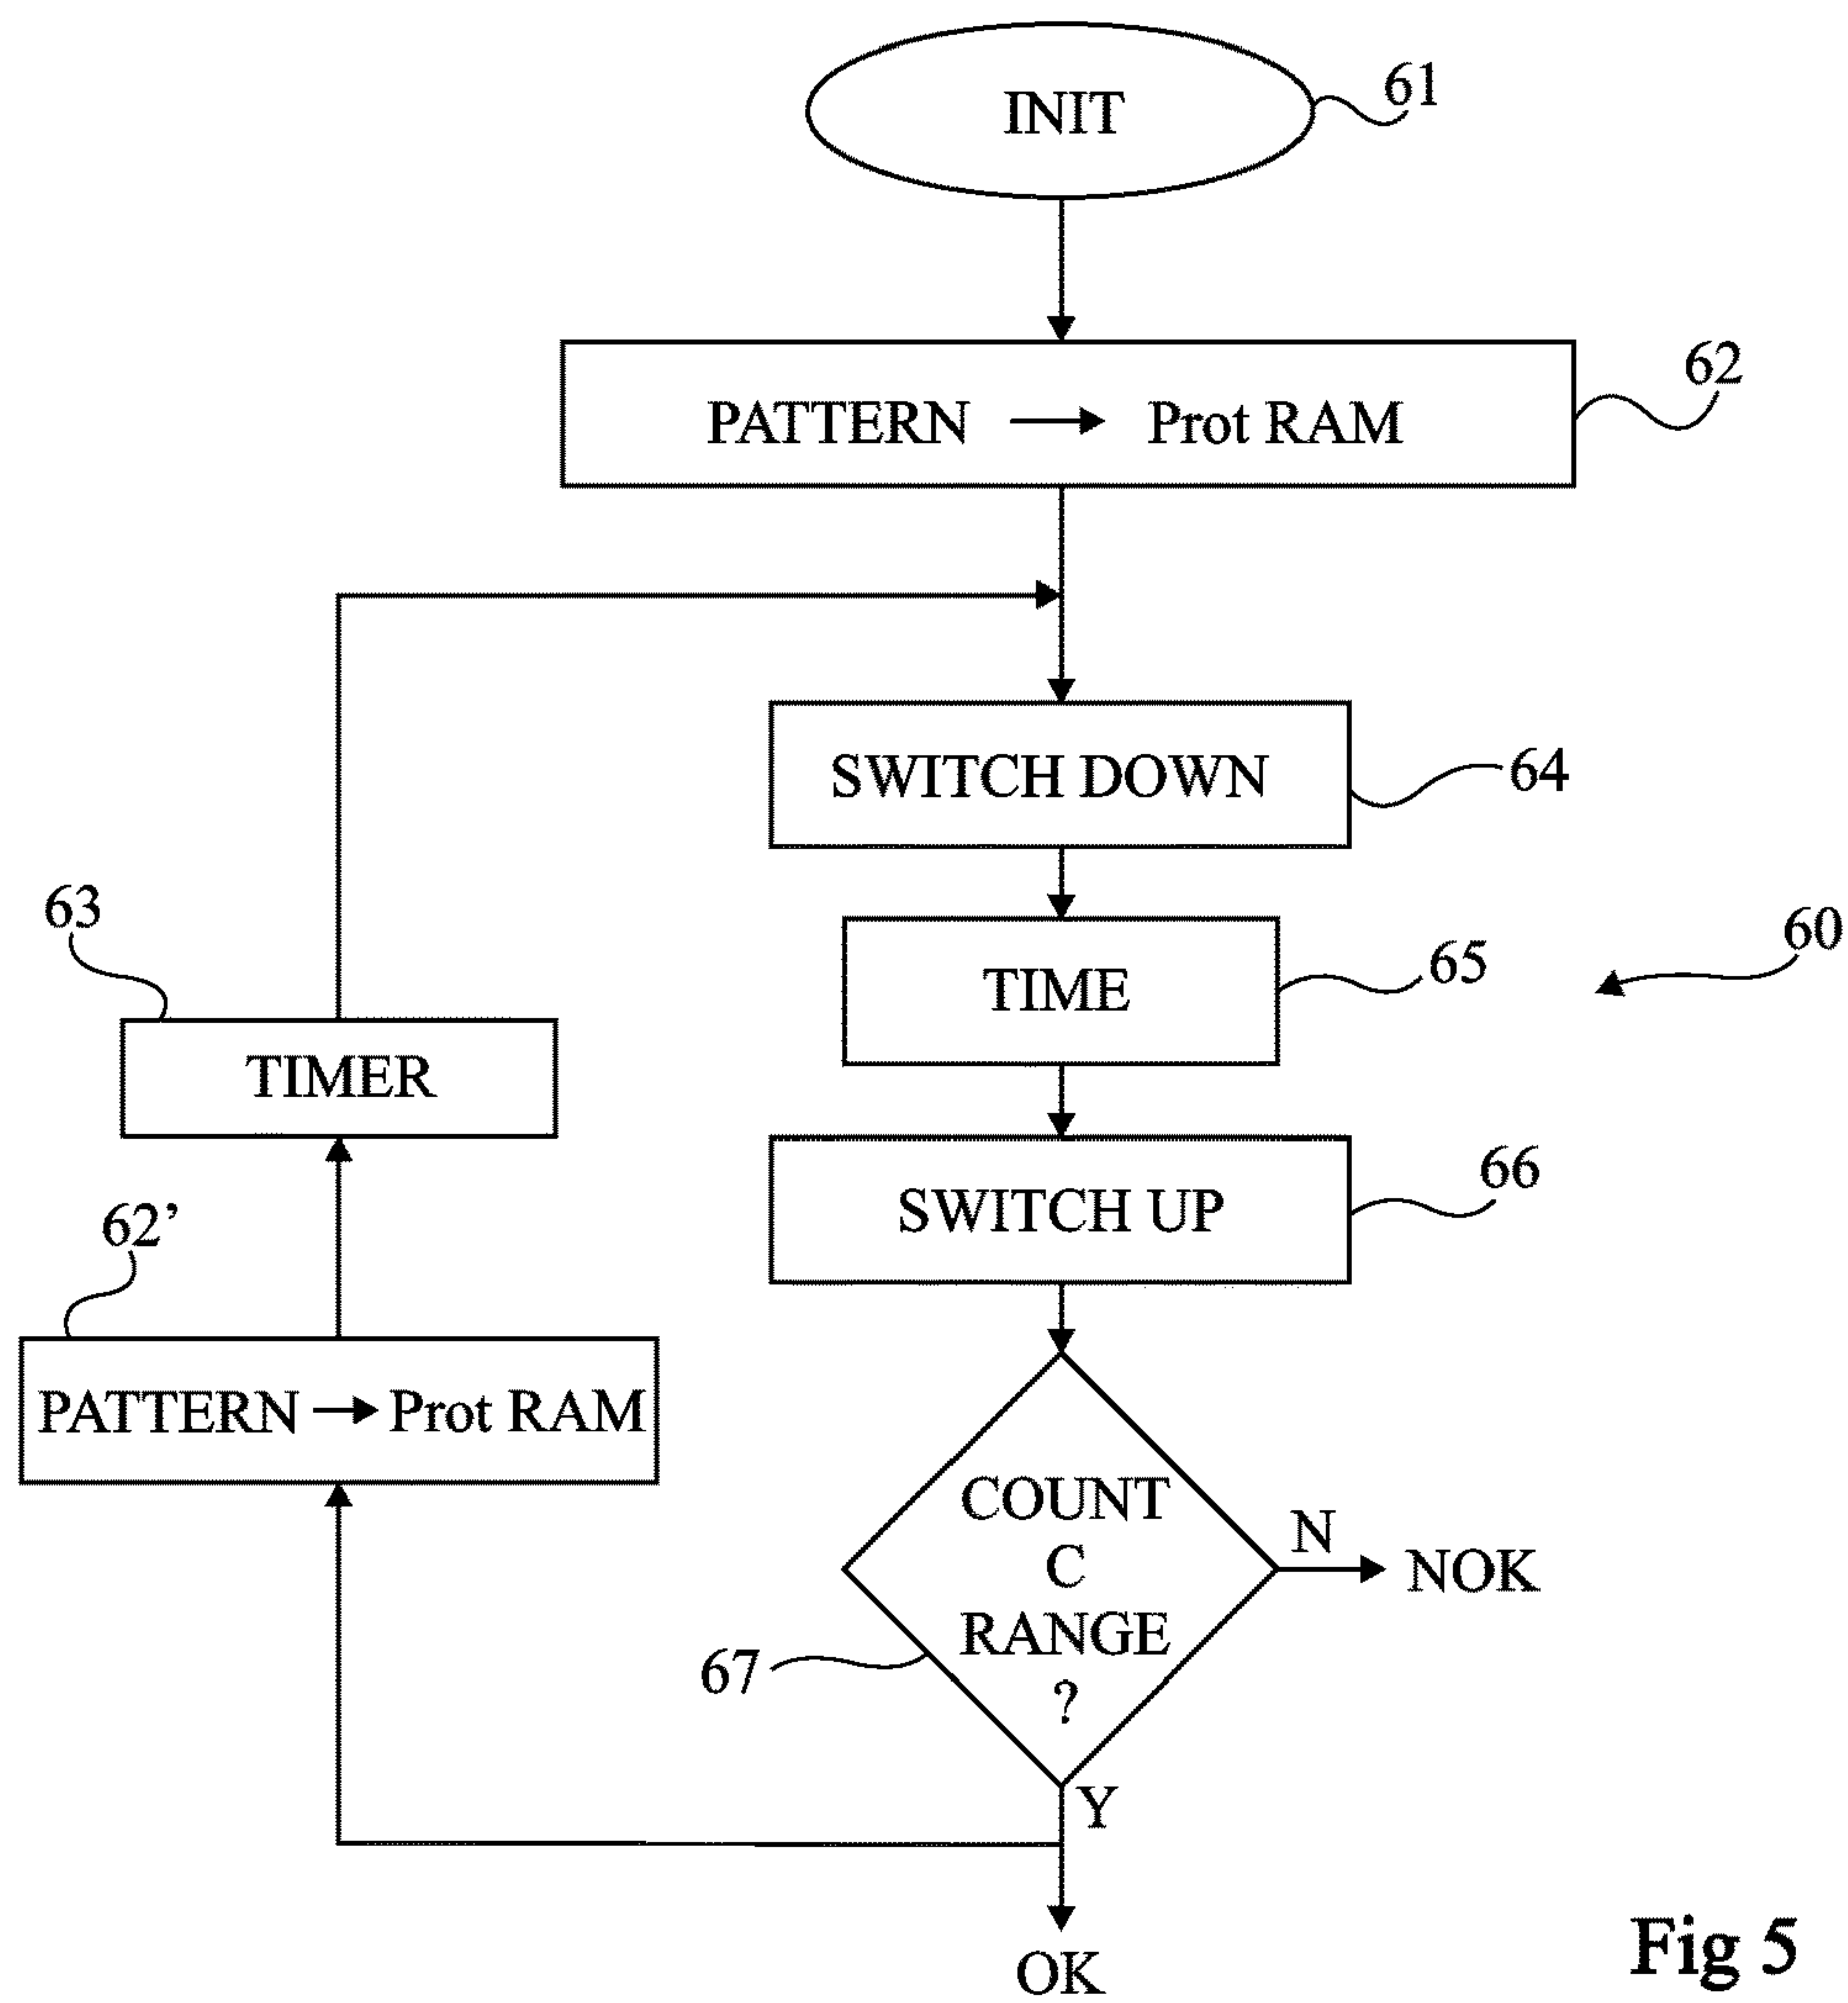 INIT
61
PATTERN → Prot RAM
62
SWITCH DOWN
64
63
TIME
65
60
TIMER
SWITCH UP
66
62’
PATTERN → Prot RAM
COUNT
C
RANGE
?
N
NOK
67
Y
OK
Fig 5